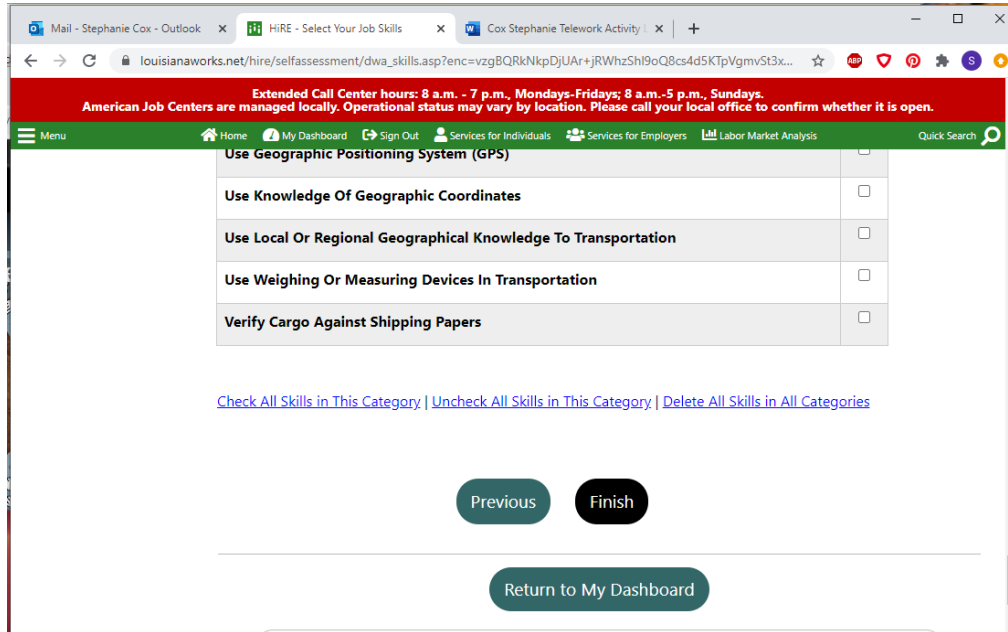 Mail - Stephanie Cox - Outlook
HiRE - Select Your Job Skills
Cox Stephanie Telework Activity
louisianaworks.net/hire/selfassessment/dwa_skills.asp?enc=vzgBQRkNkpDjUAr+jRWhzShl9oQ8cs4d5KTpVgmvSt3x...
ABP
S
Extended Call Center hours: 8 a.m. - 7 p.m., Mondays-Fridays; 8 a.m.-5 p.m., Sundays.
American Job Centers are managed locally. Operational status may vary by location. Please call your local office to confirm whether it is open.
Menu Home My Dashboard Sign Out Services for Individuals Services for Employers Labor Market Analysis Quick Search
Use Geographic Positioning System (GPS)
Use Knowledge Of Geographic Coordinates
Use Local Or Regional Geographical Knowledge To Transportation
Use Weighing Or Measuring Devices In Transportation
Verify Cargo Against Shipping Papers
Check All Skills in This Category | Uncheck All Skills in This Category | Delete All Skills in All Categories
Previous Finish
Return to My Dashboard